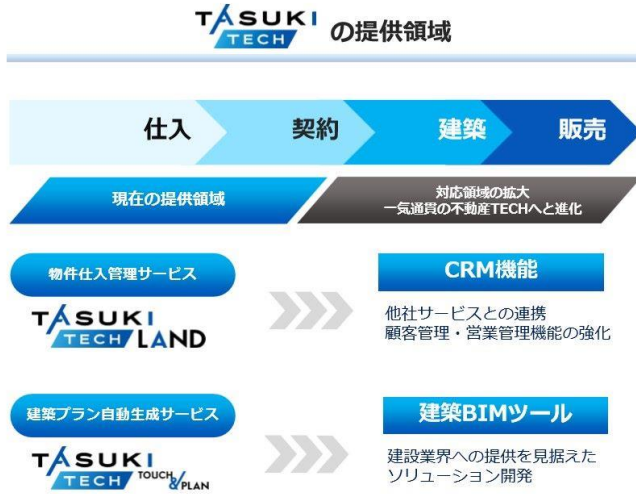 TASUKI TECH の提供領域
仕入 契約 建築 販売
現在の提供領域
対応領域の拡大
一気通貫の不動産TECHへと進化
物件仕入管理サービス
TASUKI
TECH LAND
CRM機能
他社サービスとの連携
顧客管理・営業管理機能の強化
建築プラン自動生成サービス
TASUKI
TECH TOUCH&PLAN
建築BIMツール
建設業界への提供を見据えた
ソリューション開発